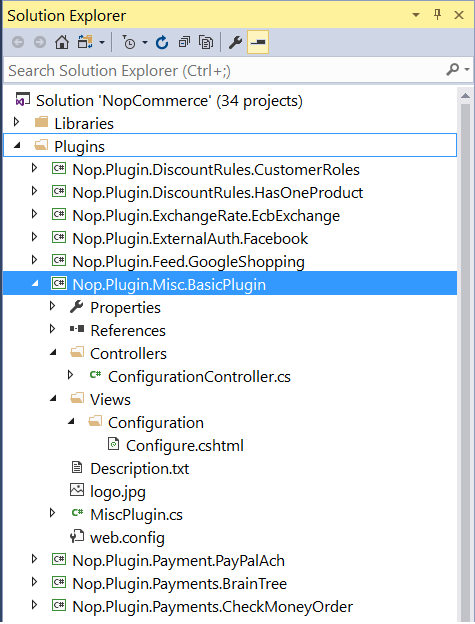 Solution Explorer
Search Solution Explorer (Ctrl+;)
Solution 'NopCommerce' (34 projects)
Libraries
Plugins
C# Nop.Plugin.DiscountRules.CustomerRoles
C# Nop.Plugin.DiscountRules.HasOneProduct
C# Nop.Plugin.ExchangeRate.EcbExchange
C# Nop.Plugin.ExternalAuth.Facebook
C# Nop.Plugin.Feed.GoogleShopping
C# Nop.Plugin.Misc.BasicPlugin
Properties
References
Controllers
C# ConfigurationController.cs
Views
Configuration
Configure.cshtml
Description.txt
logo.jpg
C# MiscPlugin.cs
web.config
C# Nop.Plugin.Payment.PayPalAch
C# Nop.Plugin.Payments.BrainTree
C# Nop.Plugin.Payments.CheckMoneyOrder